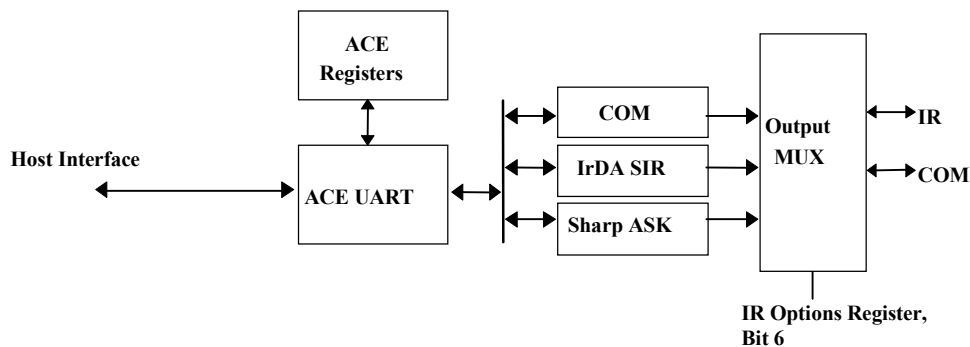 ACE
Registers
Host Interface
ACE UART
COM
IrDA SIR
Sharp ASK
Output
MUX
IR
COM
IR Options Register,
Bit 6